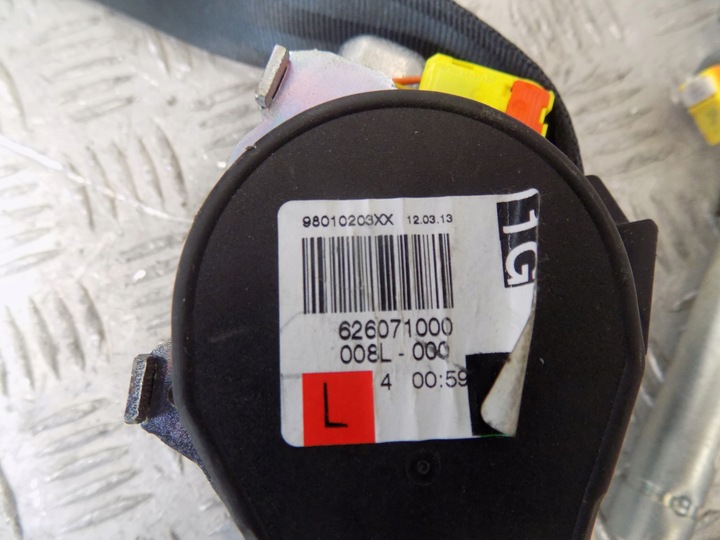 98010203XX 12.03.13
1G
626071000
008L - 000
4 00:59
L